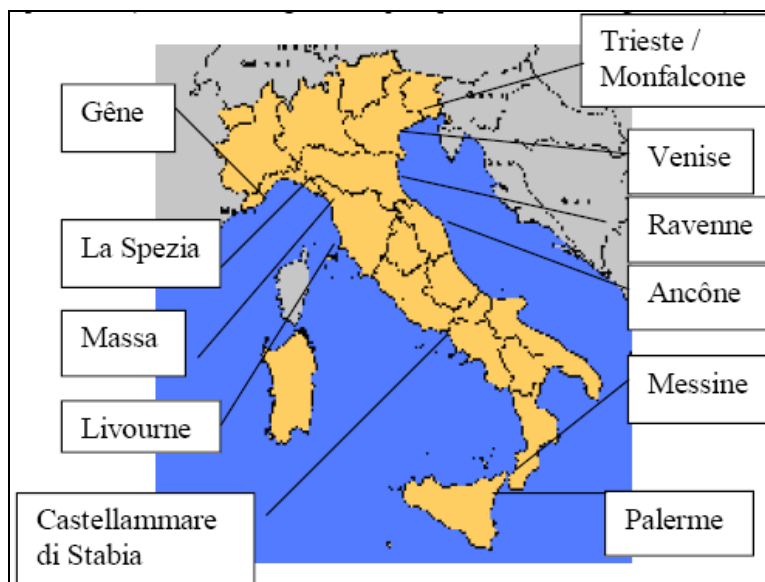 Trieste /
Monfalcone
Gêne
Venise
Ravenne
La Spezia
Ancône
Massa
Messine
Livourne
Castellammare
di Stabia
Palerme